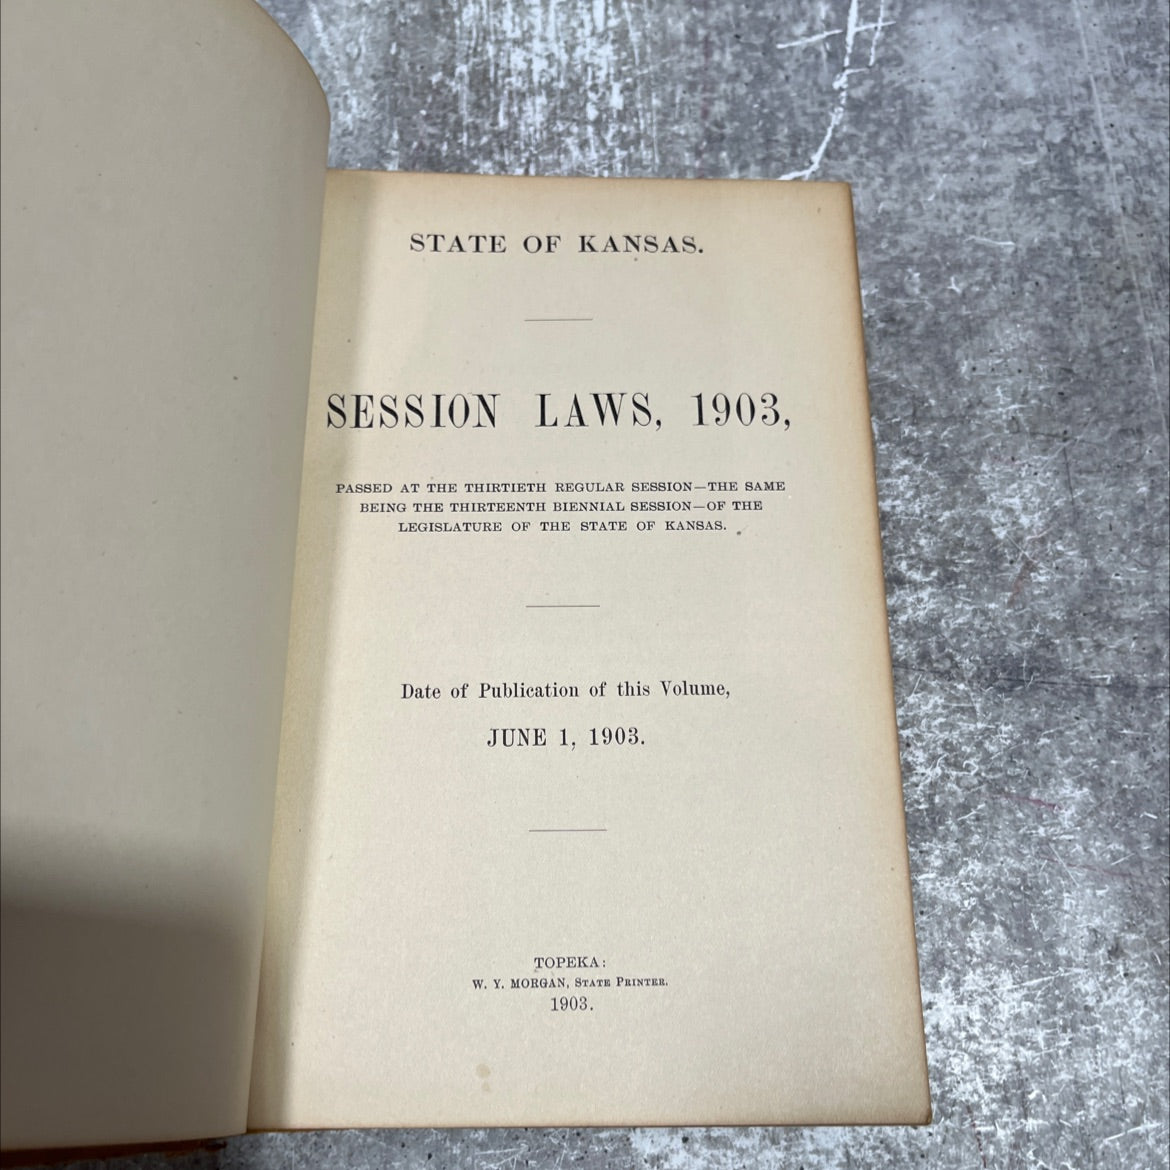 STATE OF KANSAS.
SESSION LAWS, 1903,
PASSED AT THE THIRTIETH REGULAR SESSION—THE SAME
BEING THE THIRTEENTH BIENNIAL SESSION—OF THE
LEGISLATURE OF THE STATE OF KANSAS.
Date of Publication of this Volume,
JUNE 1, 1903.
TOPEKA:
W. Y. MORGAN, STATE PRINTER.
1903.